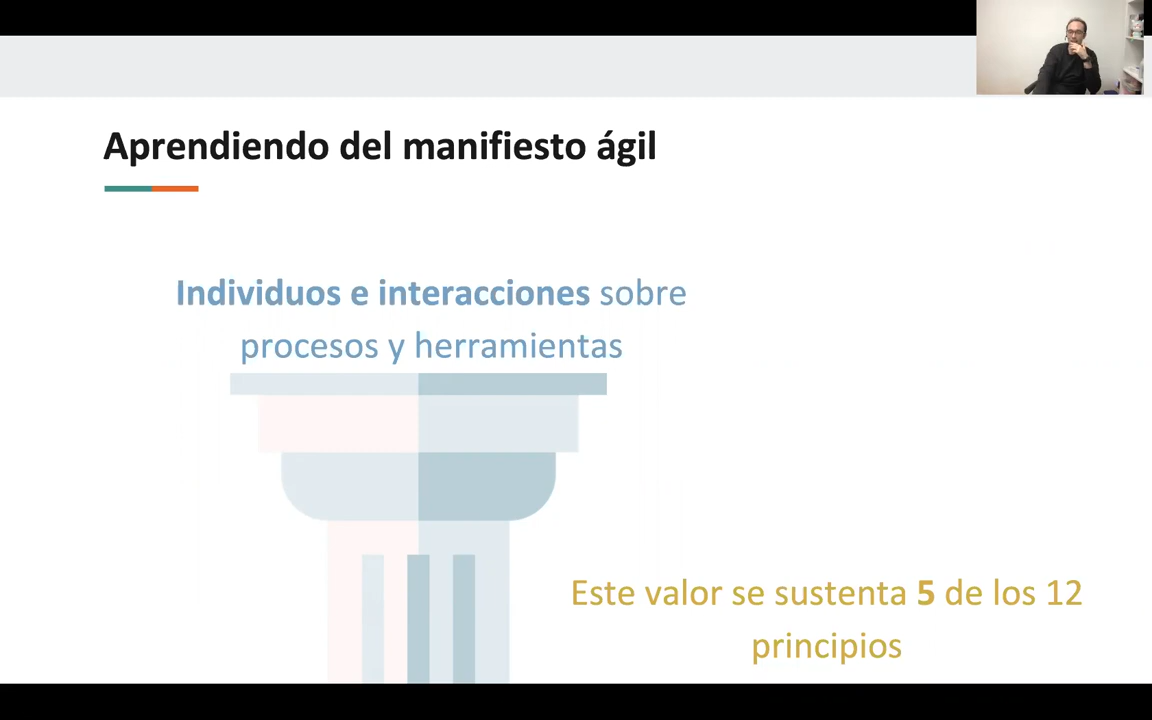 Aprendiendo del manifiesto ágil
Individuos e interacciones sobre
procesos y herramientas
Este valor se sustenta 5 de los 12
principios